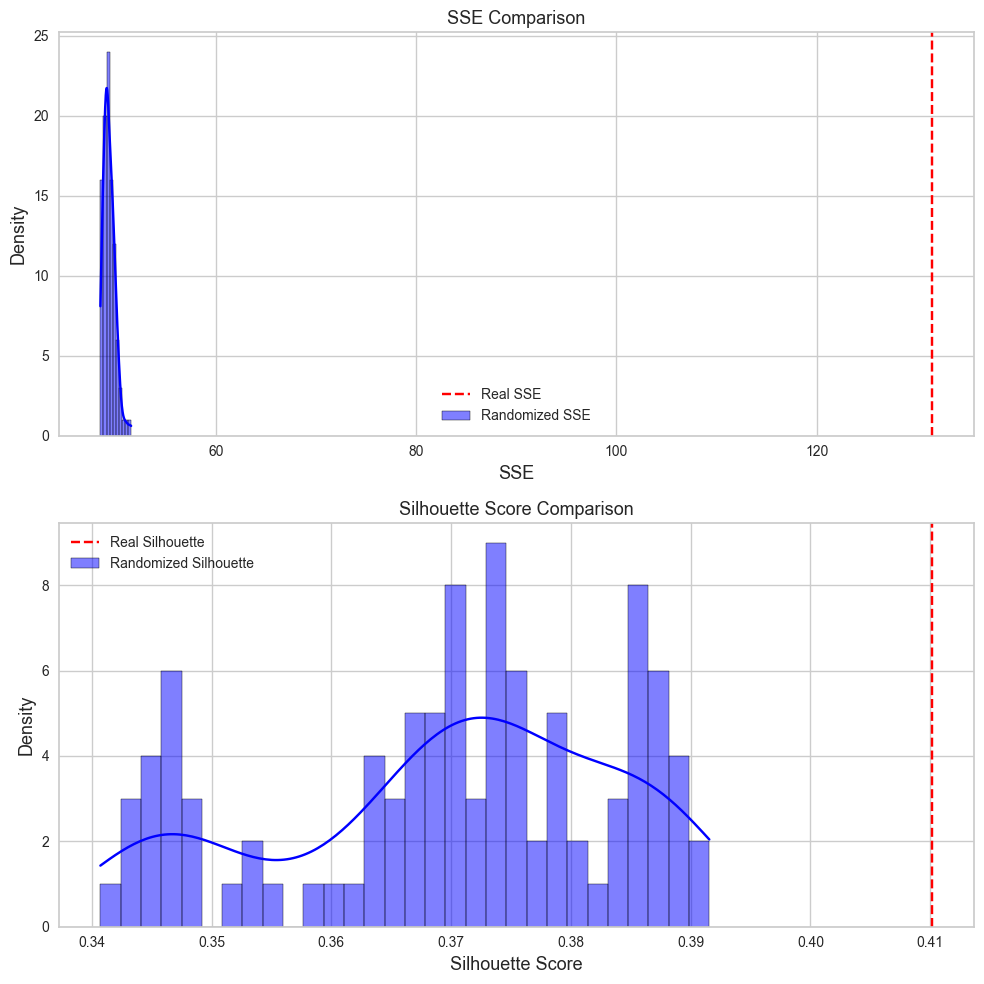 SSE Comparison
25
20
15
10
5
0
Density
Real SSE
Randomized SSE
60
80
100
120
SSE
Silhouette Score Comparison
Real Silhouette
Randomized Silhouette
8
6
4
2
0
Density
0.34
0.35
0.36
0.37
0.38
0.39
0.40
0.41
Silhouette Score